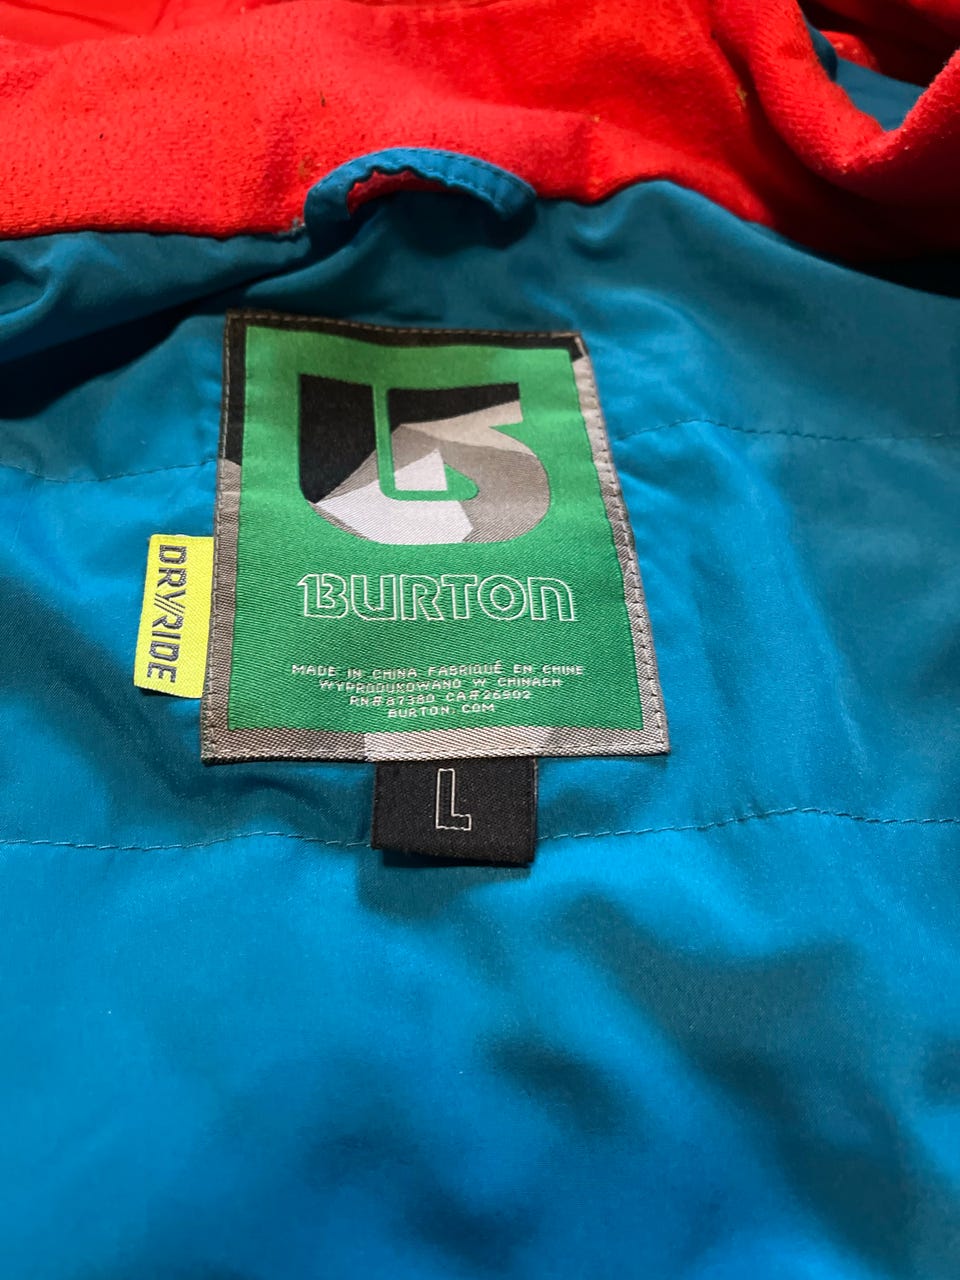 BURTON
MADE IN CHINA FABRIQUÉ EN CHINE
WYPRODUKOWANO W CHINACH
RN#87380 CA#26902
BURTON.COM
DRY//RIDE
L